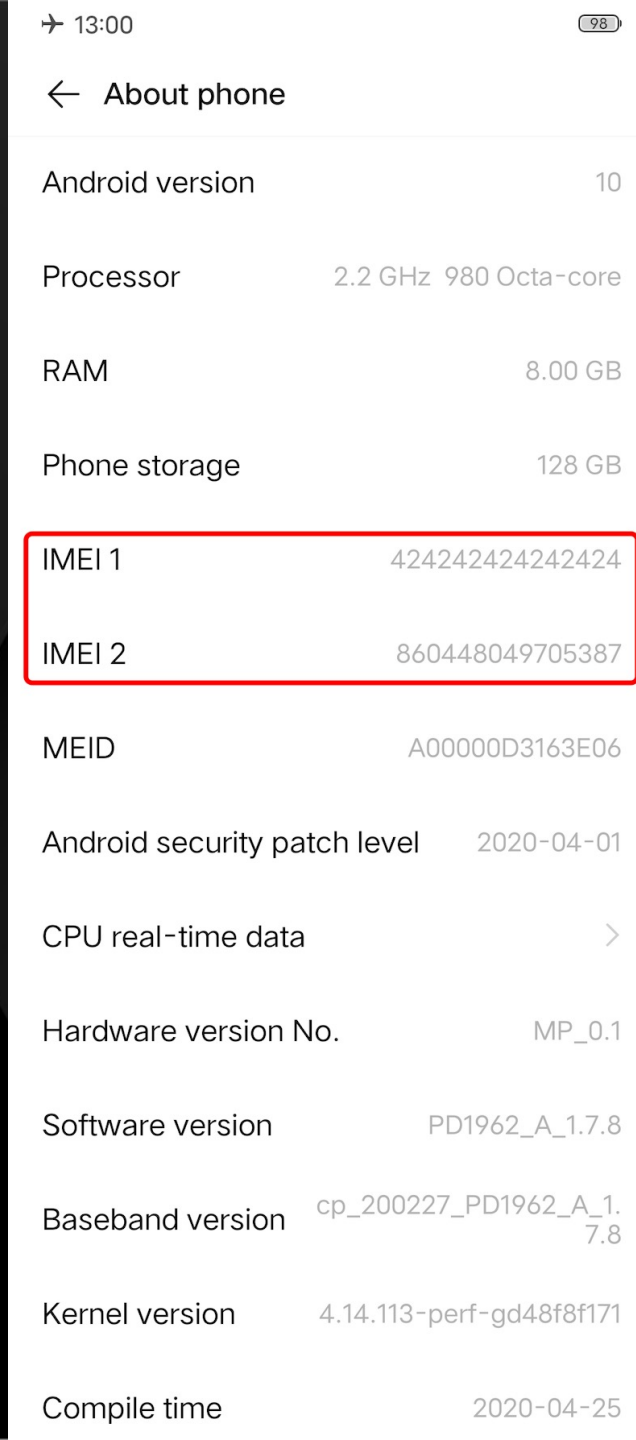 13:00 98
About phone
Android version 10
Processor 2.2 GHz 980 Octa-core
RAM 8.00 GB
Phone storage 128 GB
IMEI 1 424242424242424
IMEI 2 860448049705387
MEID A00000D3163E06
Android security patch level 2020-04-01
CPU real-time data
Hardware version No. MP_0.1
Software version PD1962_A_1.7.8
Baseband version cp_200227_PD1962_A_1.
7.8
Kernel version 4.14.113-perf-gd48f8f171
Compile time 2020-04-25